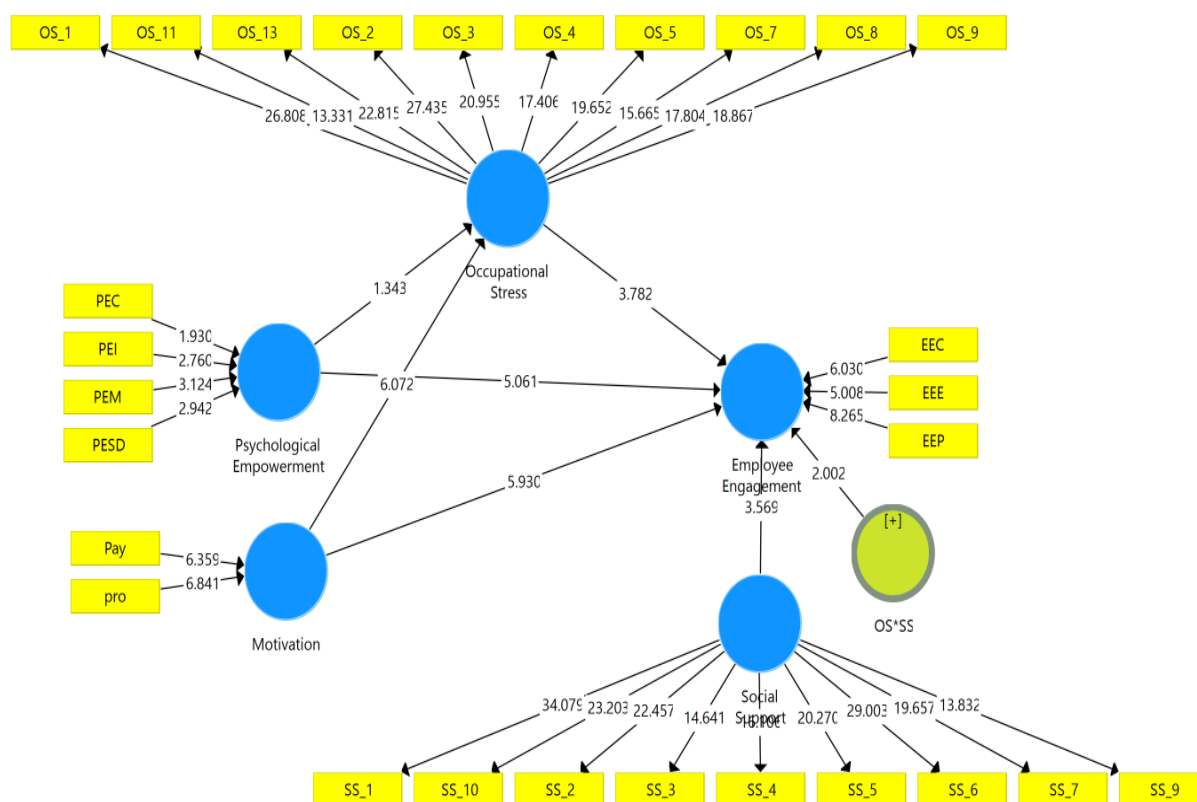 OS_1
OS_11
OS_13
OS_2
OS_3
OS_4
OS_5
OS_7
OS_8
OS_9
26.808
13.331
22.815
27.435
20.955
17.406
19.652
15.665
17.804
18.867
Occupational
Stress
1.343
3.782
PEC
PEI
PEM
PESD
1.930
2.760
3.124
2.942
Psychological
Empowerment
6.072
5.061
EEC
EEE
EEP
6.030
5.008
8.265
Employee
Engagement
5.930
3.569
2.002
[+]
OS*SS
Pay
pro
6.359
6.841
Motivation
Social
Support
34.079
23.203
22.457
14.641
20.270
29.003
19.657
13.832
SS_1
SS_10
SS_2
SS_3
SS_4
SS_5
SS_6
SS_7
SS_9